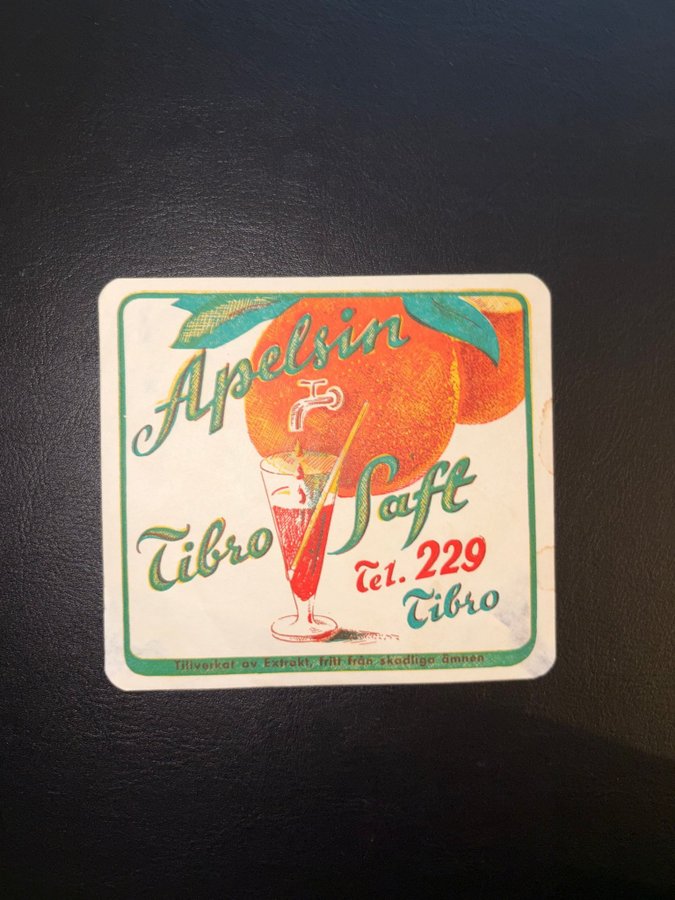 Apelsin
Saft
Tibro
Tel. 229
Tibro
Tillverkat av Extrakt, fritt från skadliga ämnen